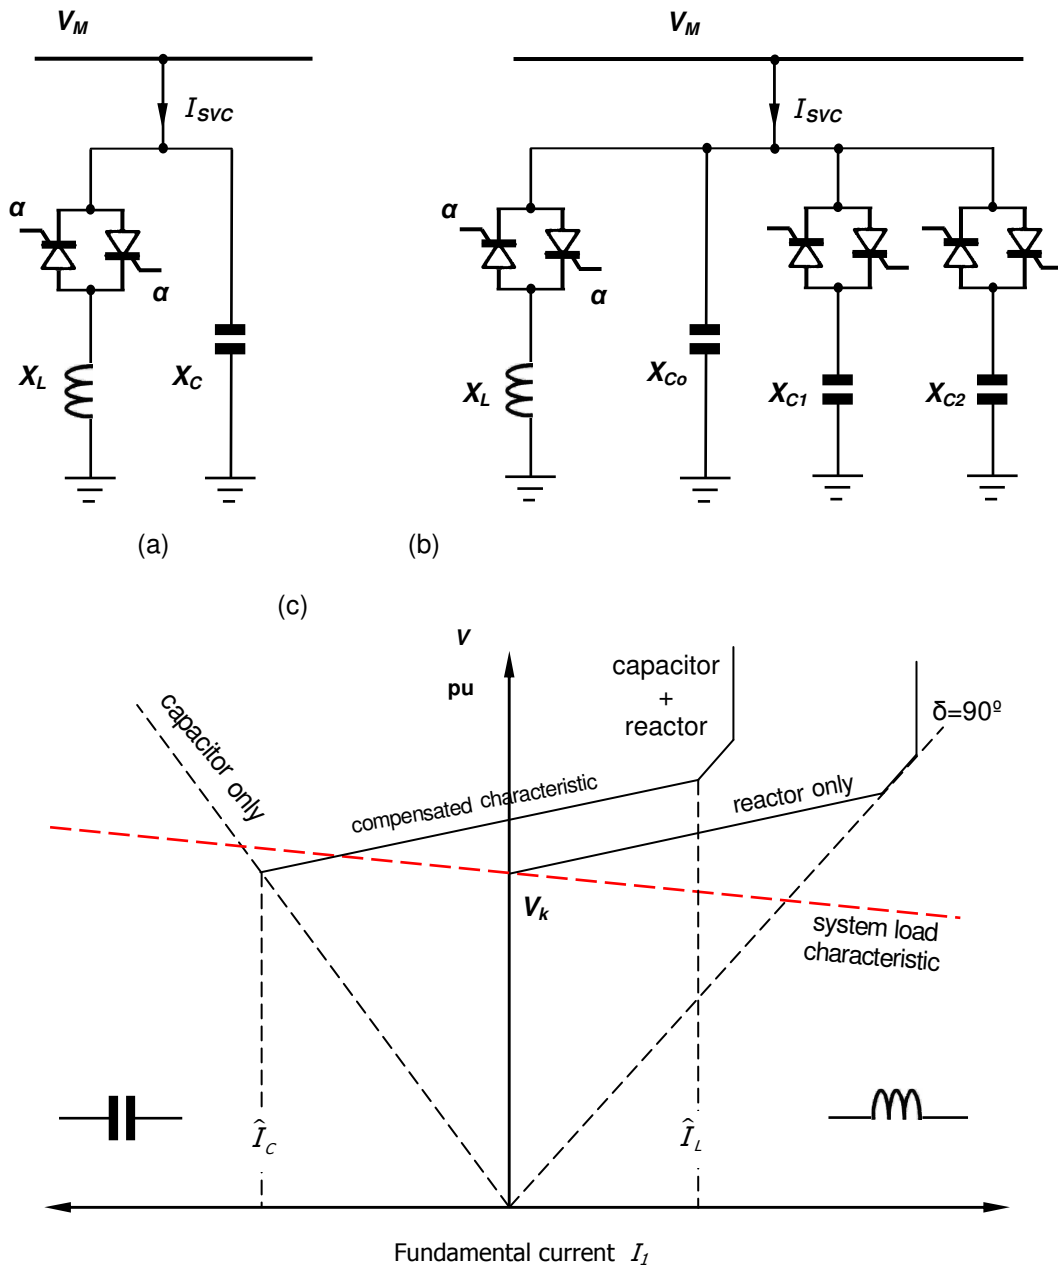 V_M
I_SVC
α
α
X_L
X_C
(a)
V_M
I_SVC
α
α
X_L
X_Co
X_C1
X_C2
(b)
(c)
V
pu
capacitor only
compensated characteristic
capacitor
+
reactor
reactor only
δ=90º
V_k
system load
characteristic
Î_C
Î_L
Fundamental current I_1